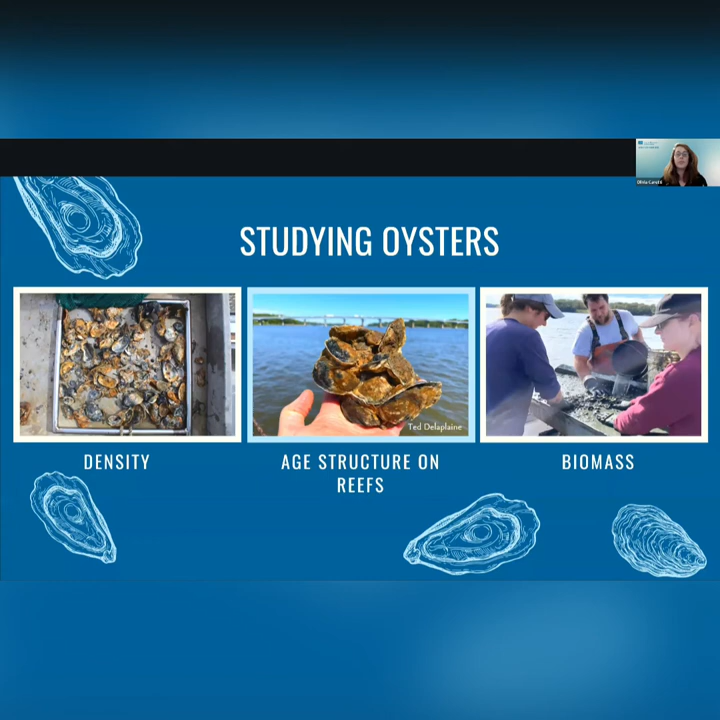 STUDYING OYSTERS
Ted Delaplaine
DENSITY
AGE STRUCTURE ON
REEFS
BIOMASS